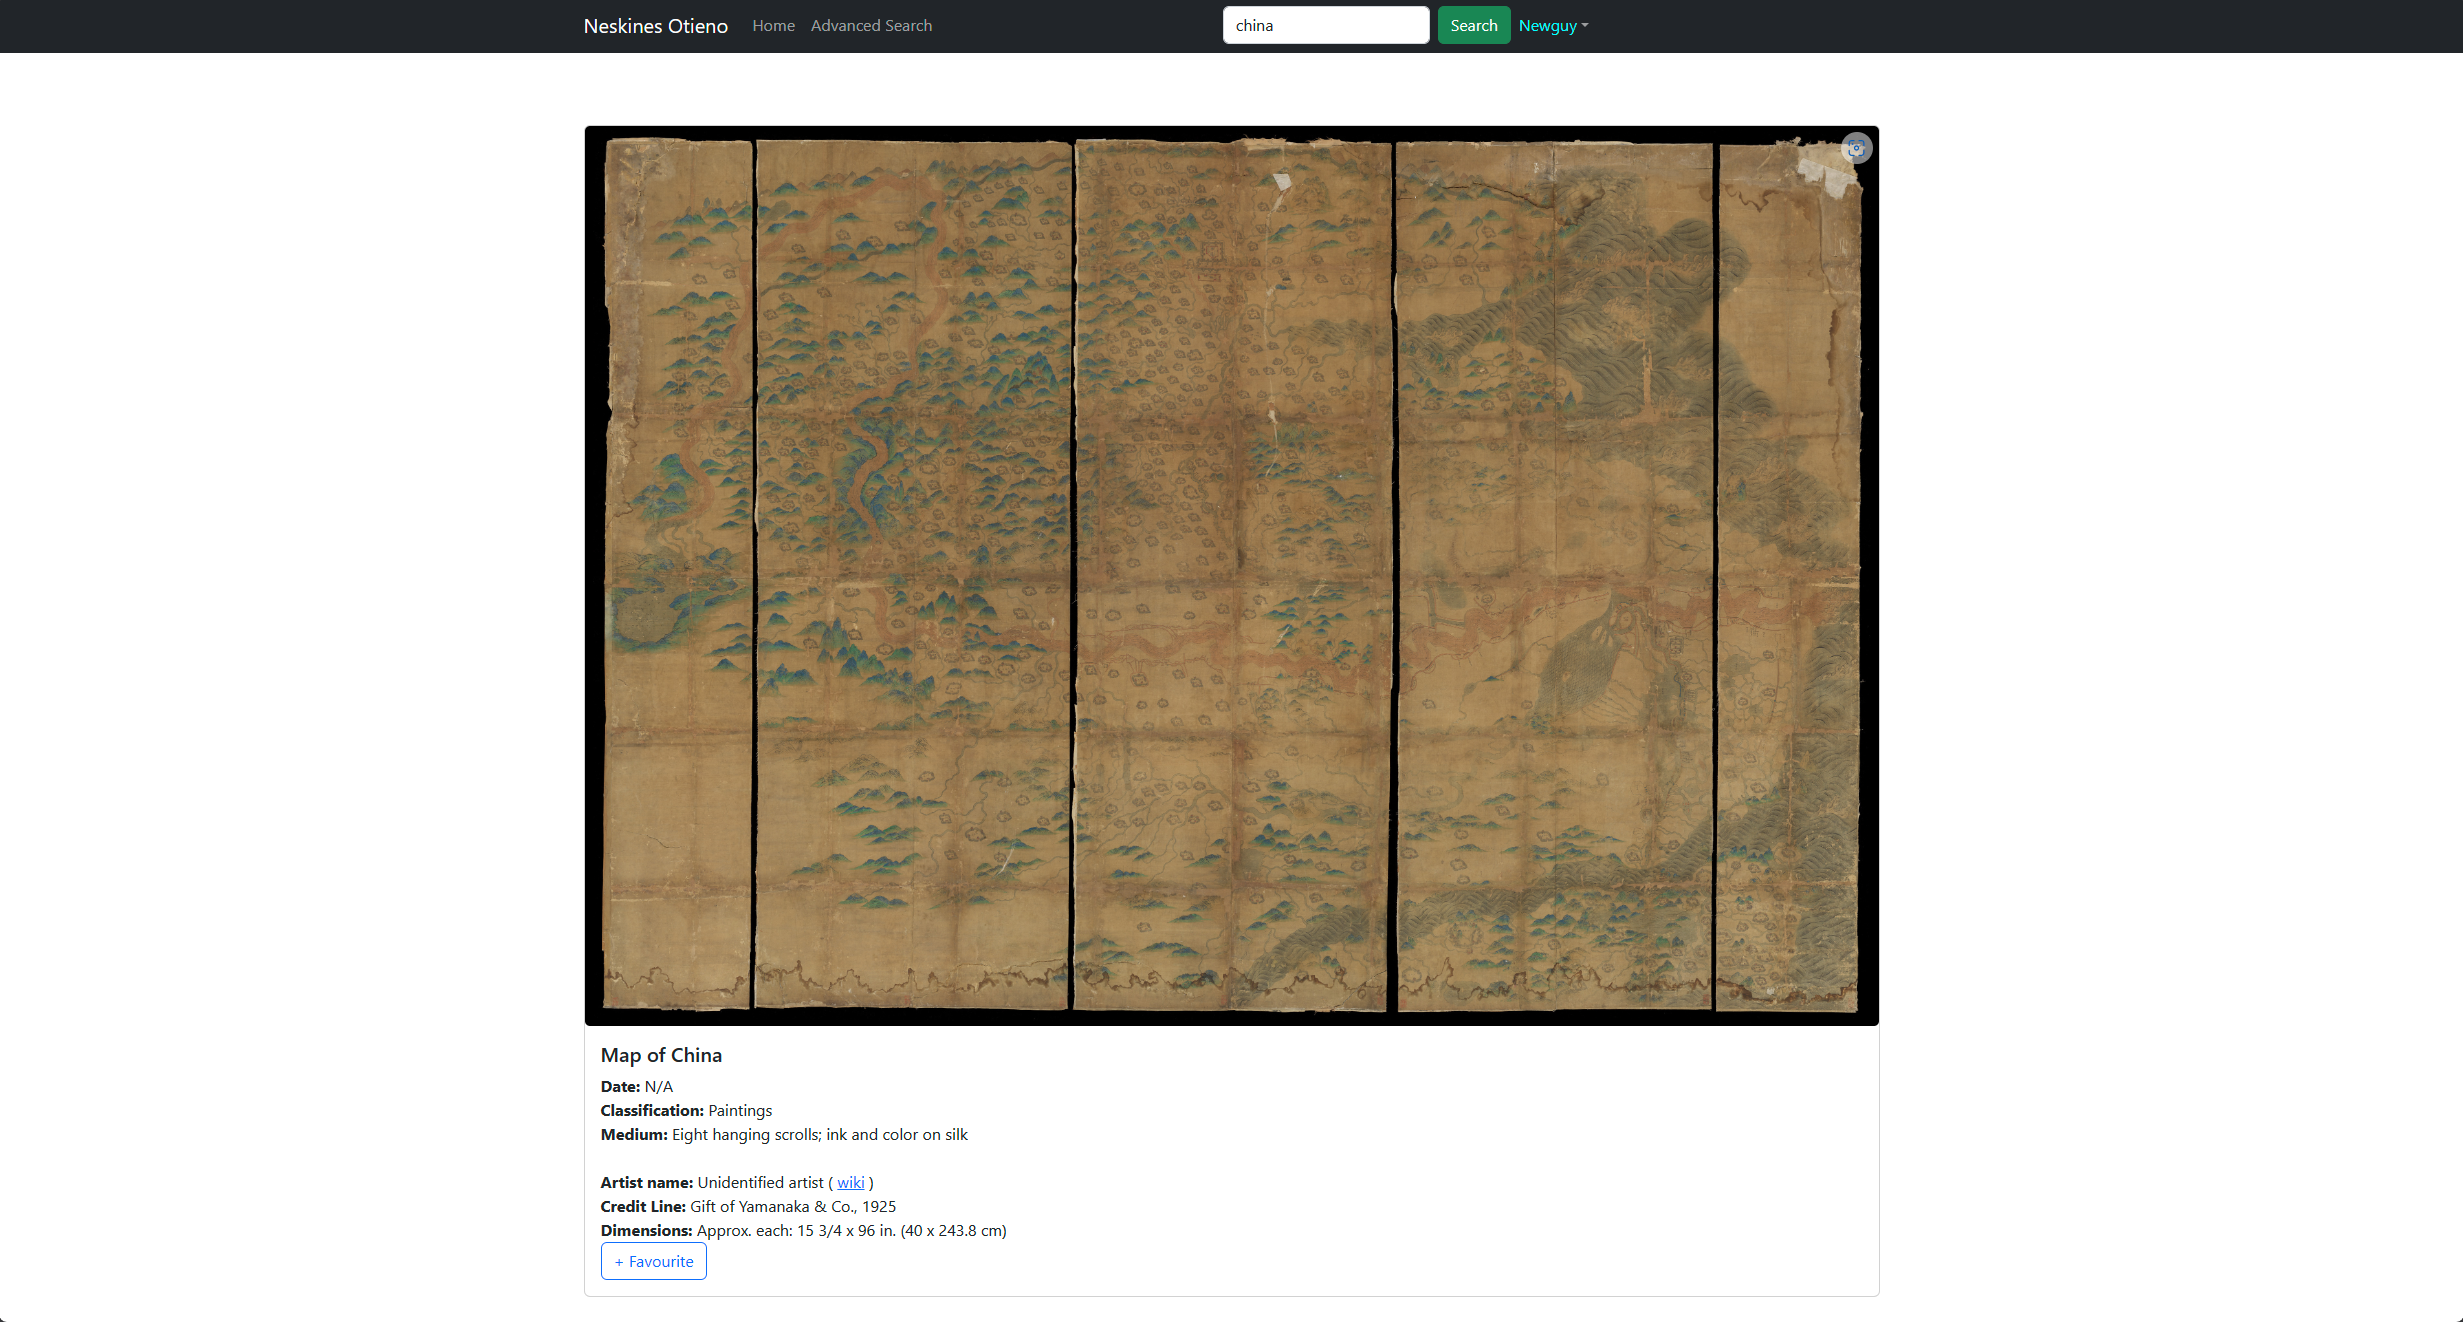 Neskines Otieno Home Advanced Search china Search Newguy
Map of China
Date: N/A
Classification: Paintings
Medium: Eight hanging scrolls; ink and color on silk
Artist name: Unidentified artist ( wiki )
Credit Line: Gift of Yamanaka & Co., 1925
Dimensions: Approx. each: 15 3/4 x 96 in. (40 x 243.8 cm)
+ Favourite